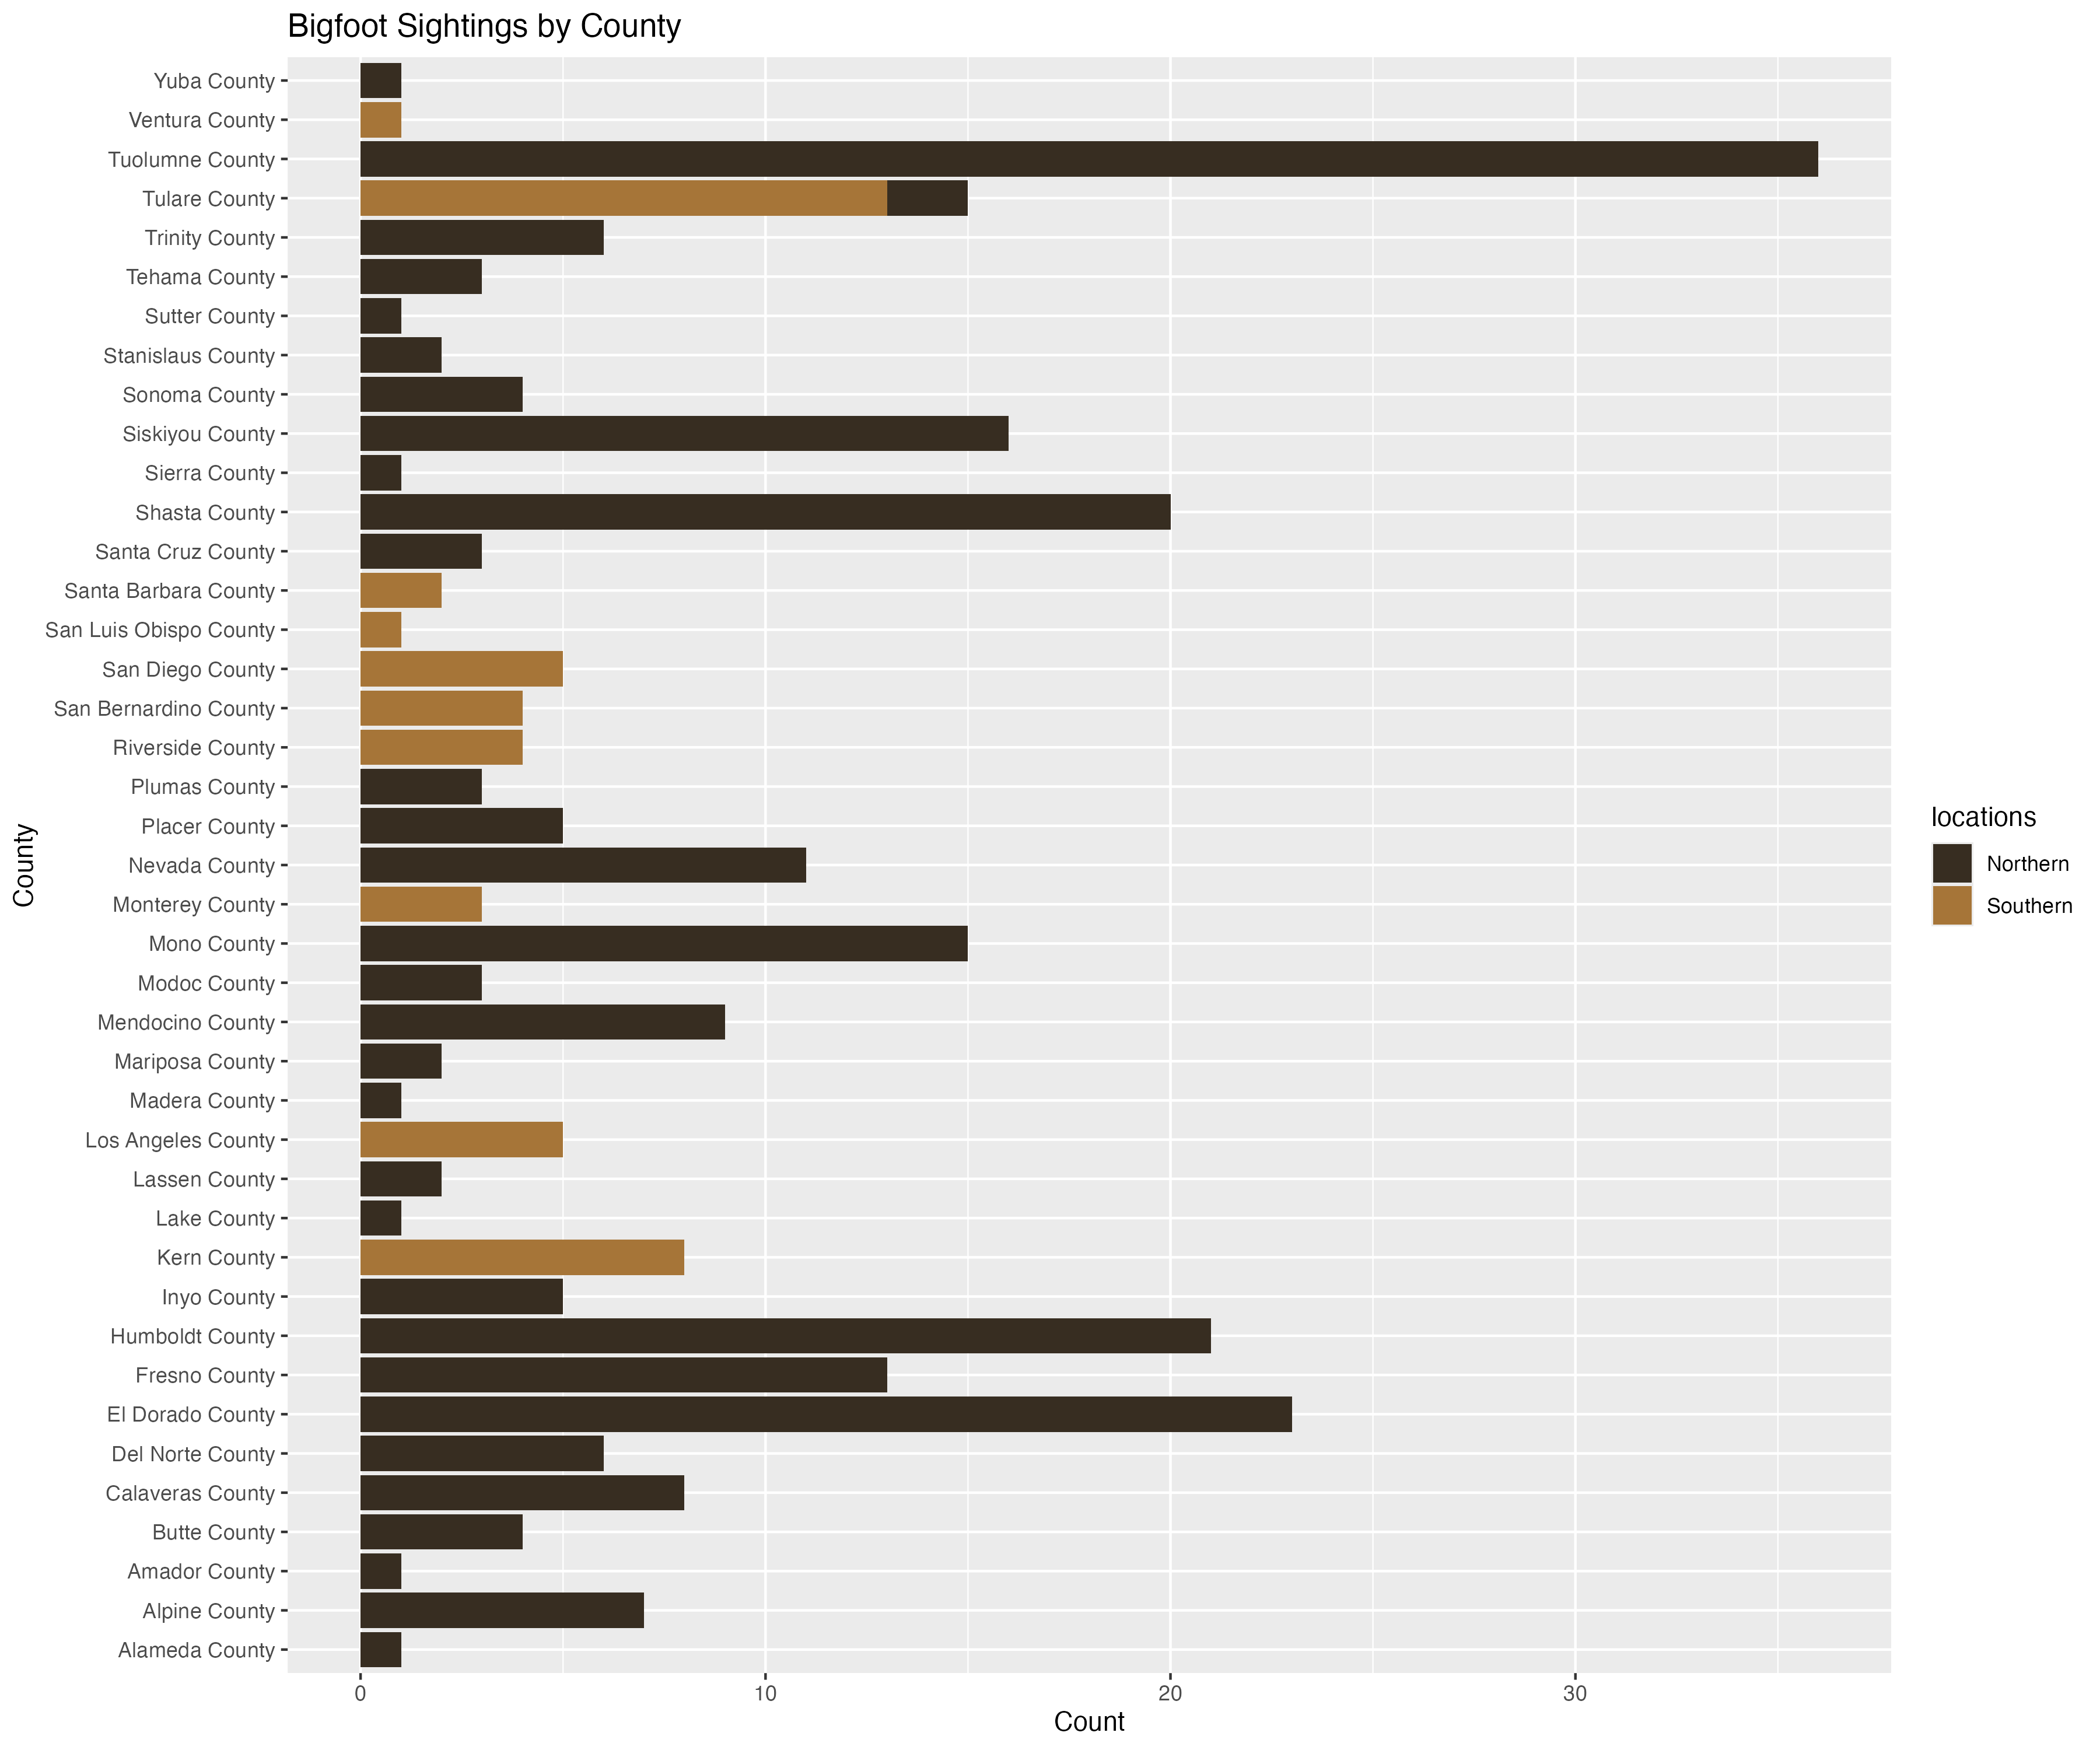 Bigfoot Sightings by County
Yuba County
Ventura County
Tuolumne County
Tulare County
Trinity County
Tehama County
Sutter County
Stanislaus County
Sonoma County
Siskiyou County
Sierra County
Shasta County
Santa Cruz County
Santa Barbara County
San Luis Obispo County
San Diego County
San Bernardino County
Riverside County
Plumas County
Placer County
Nevada County
Monterey County
Mono County
Modoc County
Mendocino County
Mariposa County
Madera County
Los Angeles County
Lassen County
Lake County
Kern County
Inyo County
Humboldt County
Fresno County
El Dorado County
Del Norte County
Calaveras County
Butte County
Amador County
Alpine County
Alameda County
County
0 10 20 30
Count
locations
Northern
Southern